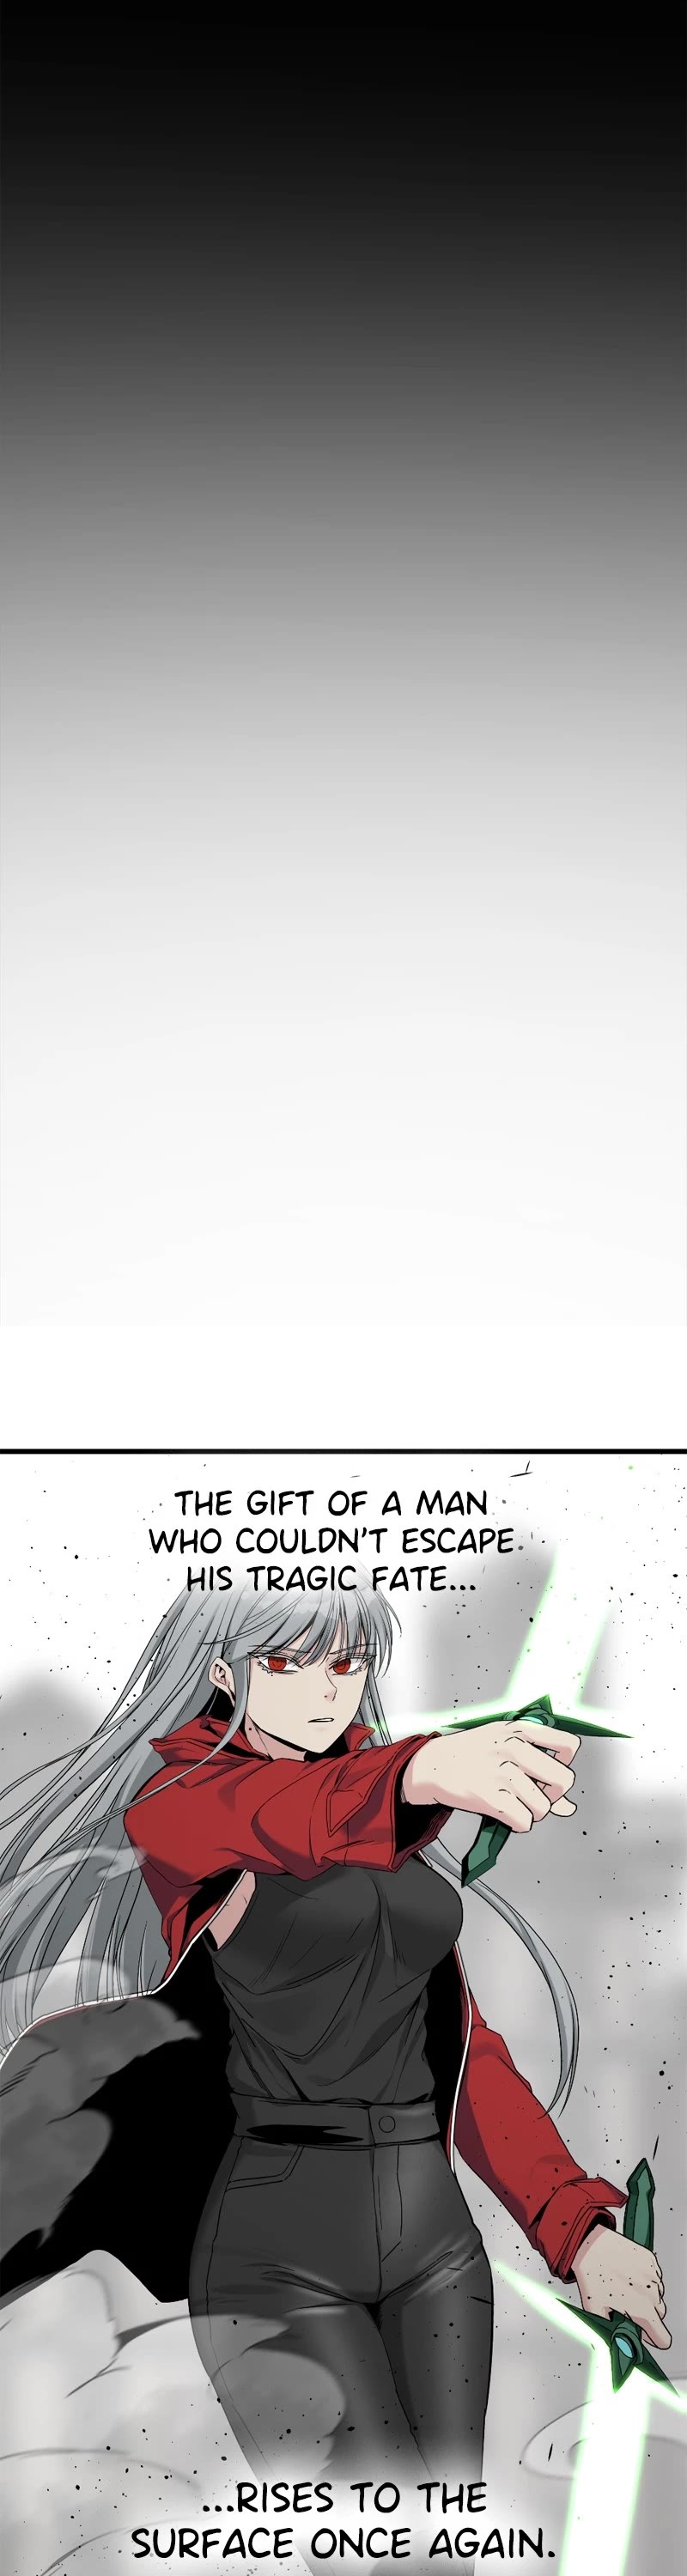 THE GIFT OF A MAN
WHO COULDN'T ESCAPE
HIS TRAGIC FATE...
...RISES TO THE
SURFACE ONCE AGAIN.